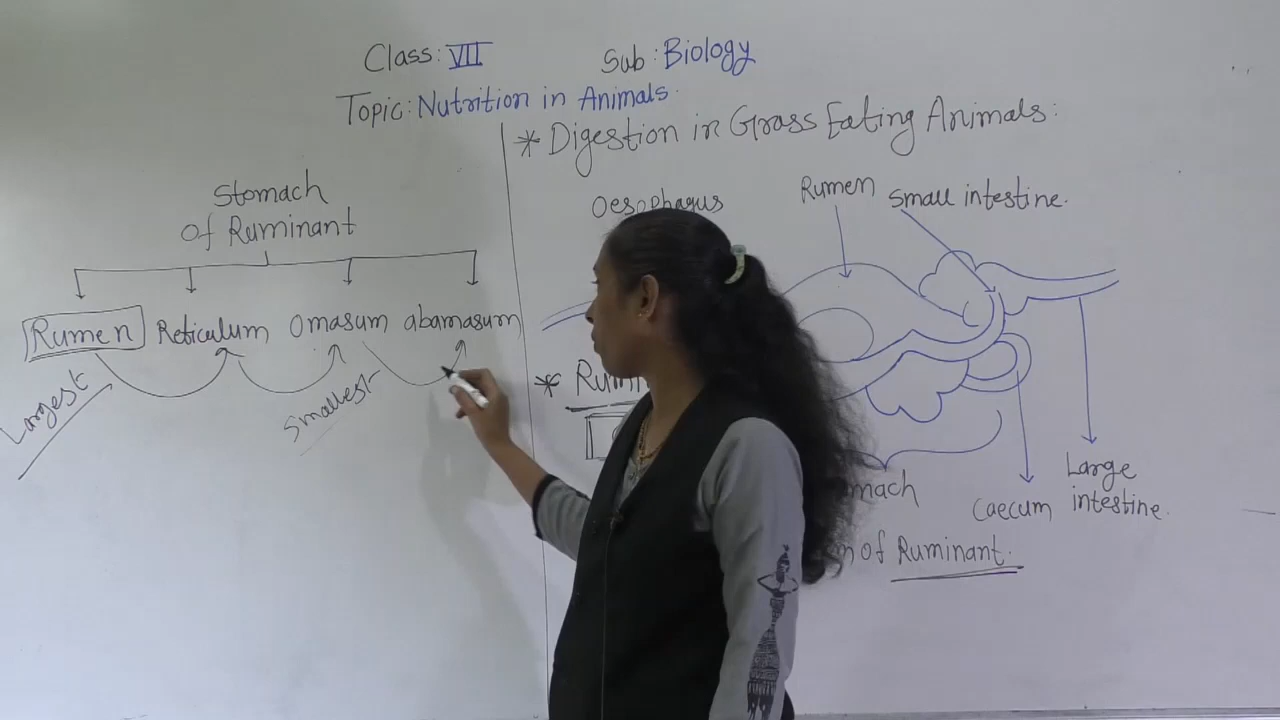 Class: VII Sub: Biology
Topic: Nutrition in Animals.
* Digestion in Grass Eating Animals:
Stomach
of Ruminant
Rumen Reticulum Omasum abamasum
Largest
Smallest
Oesophagus
Rumen
Small intestine.
*
Large
intestine.
Caecum
of Ruminant.